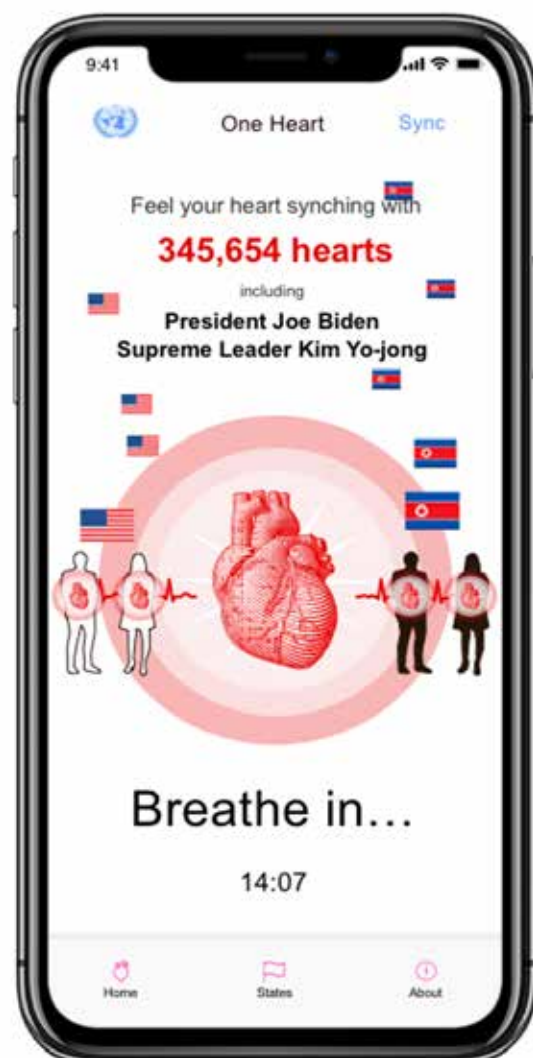 9:41
One Heart
Sync
Feel your heart synching with
345,654 hearts
including
President Joe Biden
Supreme Leader Kim Yo-jong
Breathe in…
14:07
Home
States
About